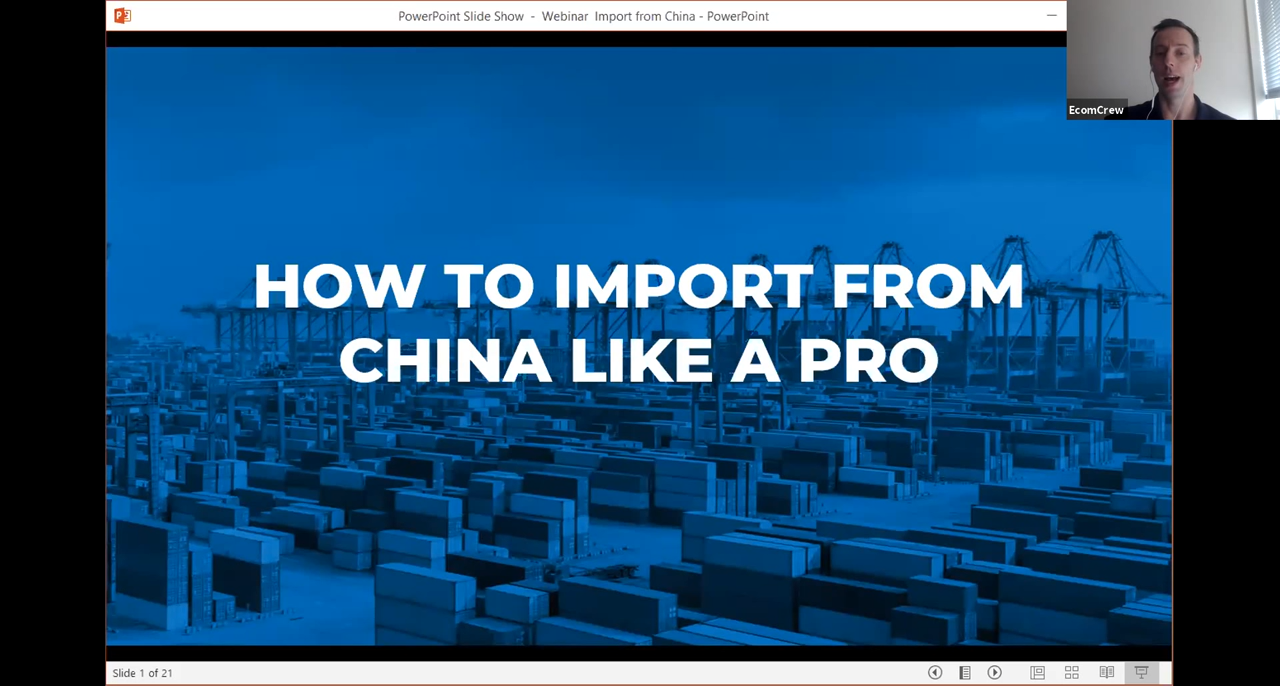 PowerPoint Slide Show - Webinar Import from China - PowerPoint
EcomCrew
HOW TO IMPORT FROM
CHINA LIKE A PRO
Slide 1 of 21